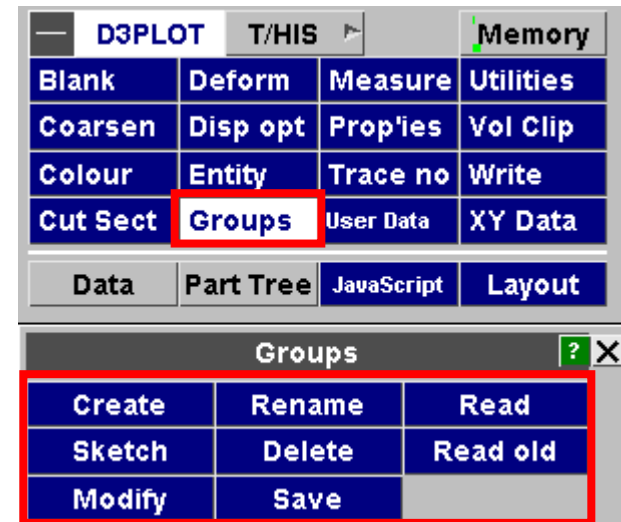 D3PLOT T/HIS Memory
Blank Deform Measure Utilities
Coarsen Disp opt Prop'ies Vol Clip
Colour Entity Trace no Write
Cut Sect Groups User Data XY Data
Data Part Tree JavaScript Layout
Groups ? X
Create Rename Read
Sketch Delete Read old
Modify Save